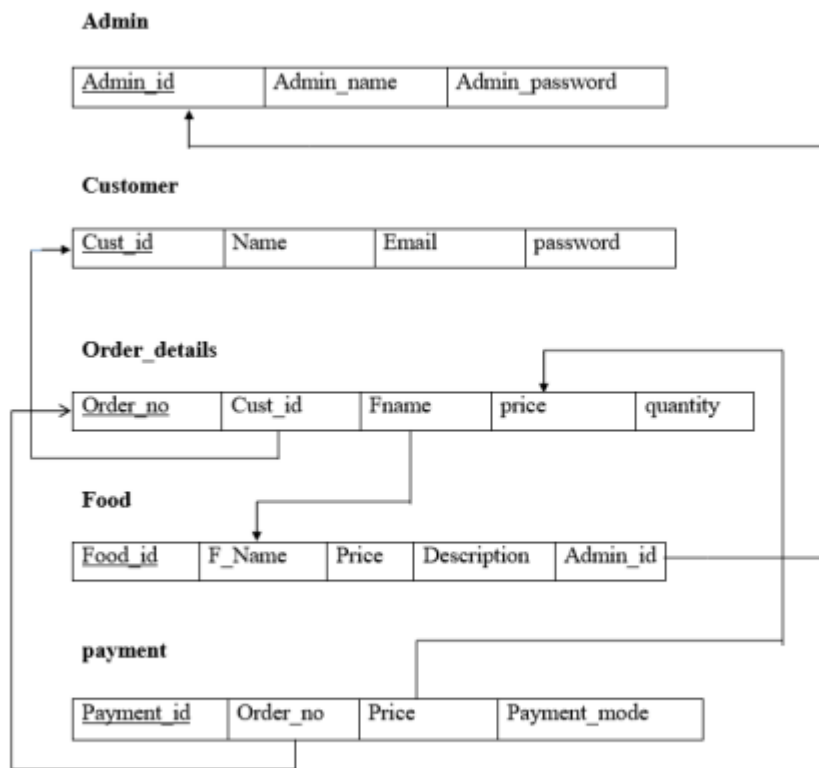 Admin
Admin_id Admin_name Admin_password
Customer
Cust_id Name Email password
Order_details
Order_no Cust_id Fname price quantity
Food
Food_id F_Name Price Description Admin_id
payment
Payment_id Order_no Price Payment_mode